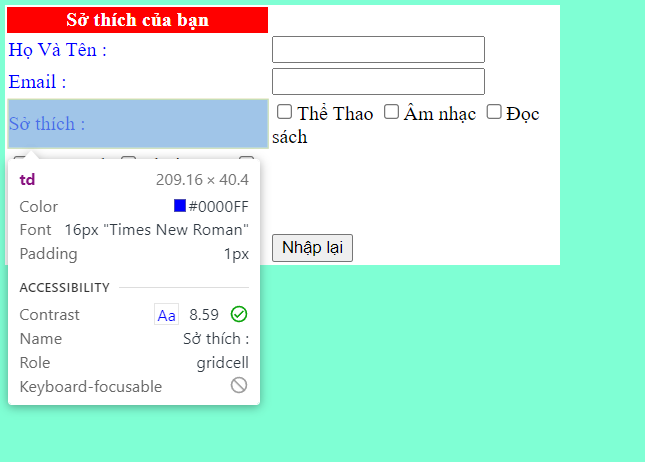 Sở thích của bạn
Họ Và Tên :
Email :
Sở thích :
Thể Thao Âm nhạc Đọc
sách
Nhập lại
td 209.16 × 40.4
Color #0000FF
Font 16px "Times New Roman"
Padding 1px
ACCESSIBILITY
Contrast Aa 8.59
Name Sở thích :
Role gridcell
Keyboard-focusable